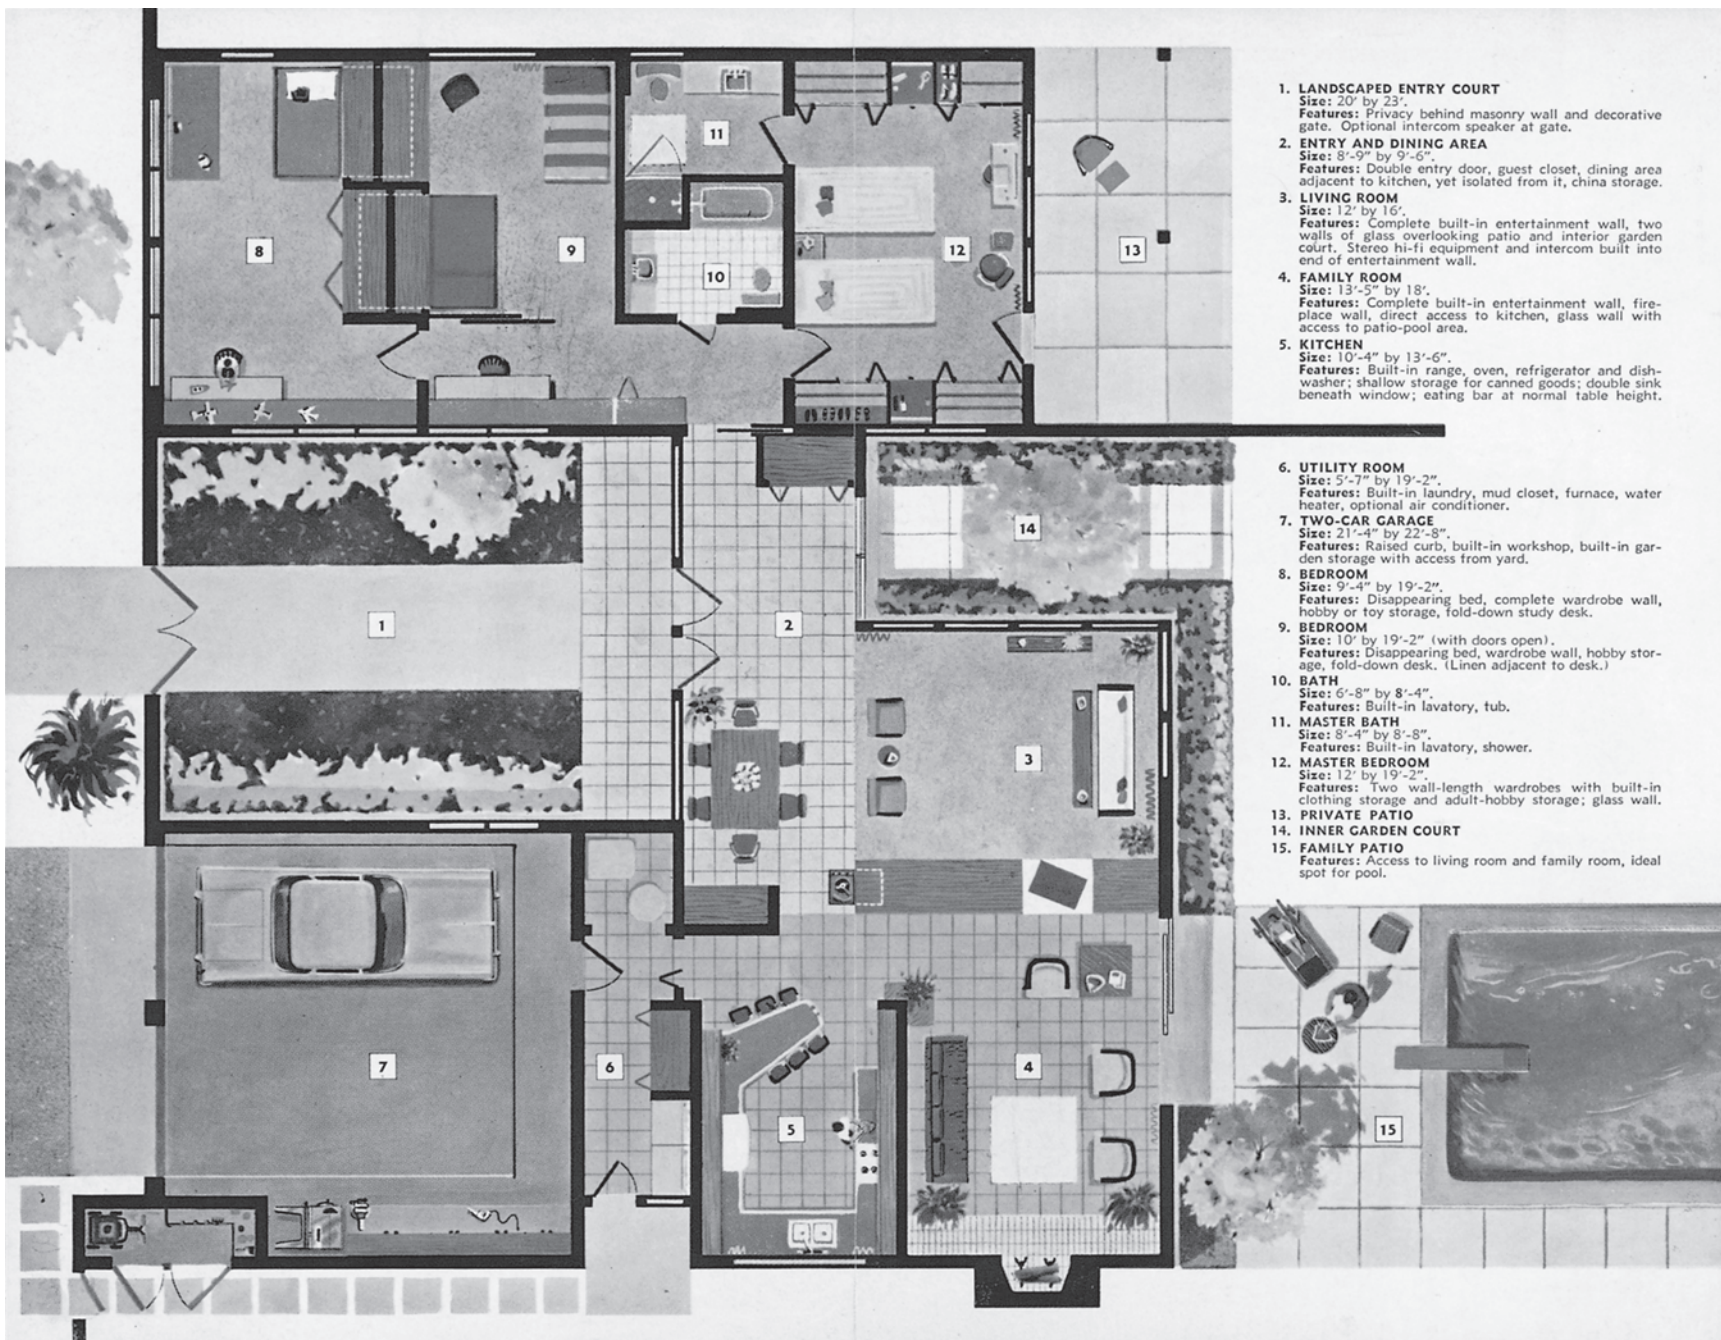 1. LANDSCAPED ENTRY COURT
Size: 20′ by 23′.
Features: Privacy behind masonry wall and decorative
gate. Optional intercom speaker at gate.
2. ENTRY AND DINING AREA
Size: 8′-9″ by 9′-6″.
Features: Double entry door, guest closet, dining area
adjacent to kitchen, yet isolated from it, china storage.
3. LIVING ROOM
Size: 12′ by 16′.
Features: Complete built-in entertainment wall, two
walls of glass overlooking patio and interior garden
court. Stereo hi-fi equipment and intercom built into
end of entertainment wall.
4. FAMILY ROOM
Size: 13′-5″ by 18′.
Features: Complete built-in entertainment wall, fire-
place wall, direct access to kitchen, glass wall with
access to patio-pool area.
5. KITCHEN
Size: 10′-4″ by 13′-6″.
Features: Built-in range, oven, refrigerator and dish-
washer; shallow storage for canned goods; double sink
beneath window; eating bar at normal table height.
6. UTILITY ROOM
Size: 5′-7″ by 19′-2″.
Features: Built-in laundry, mud closet, furnace, water
heater, optional air conditioner.
7. TWO-CAR GARAGE
Size: 21′-4″ by 22′-8″.
Features: Raised curb, built-in workshop, built-in gar-
den storage with access from yard.
8. BEDROOM
Size: 9′-4″ by 19′-2″.
Features: Disappearing bed, complete wardrobe wall,
hobby or toy storage, fold-down study desk.
9. BEDROOM
Size: 10′ by 19′-2″ (with doors open).
Features: Disappearing bed, wardrobe wall, hobby stor-
age, fold-down desk. (Linen adjacent to desk.)
10. BATH
Size: 6′-8″ by 8′-4″.
Features: Built-in lavatory, tub.
11. MASTER BATH
Size: 8′-4″ by 8′-8″.
Features: Built-in lavatory, shower.
12. MASTER BEDROOM
Size: 12′ by 19′-2″.
Features: Two wall-length wardrobes with built-in
clothing storage and adult-hobby storage; glass wall.
13. PRIVATE PATIO
14. INNER GARDEN COURT
15. FAMILY PATIO
Features: Access to living room and family room, ideal
spot for pool.
11
8
9
12
13
10
14
1
2
3
7
6
4
5
15